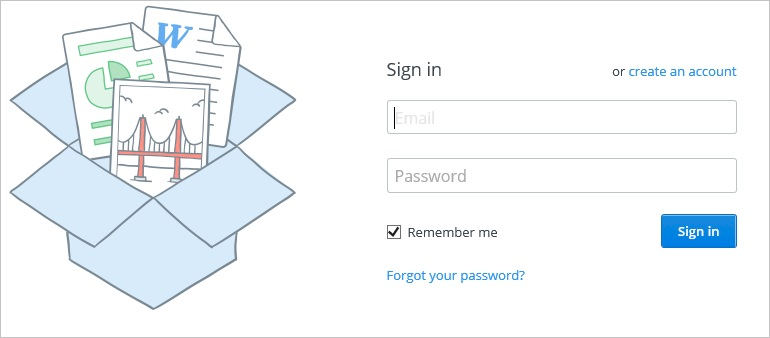 W
Sign in
or create an account
Email
Password
Remember me
Sign in
Forgot your password?